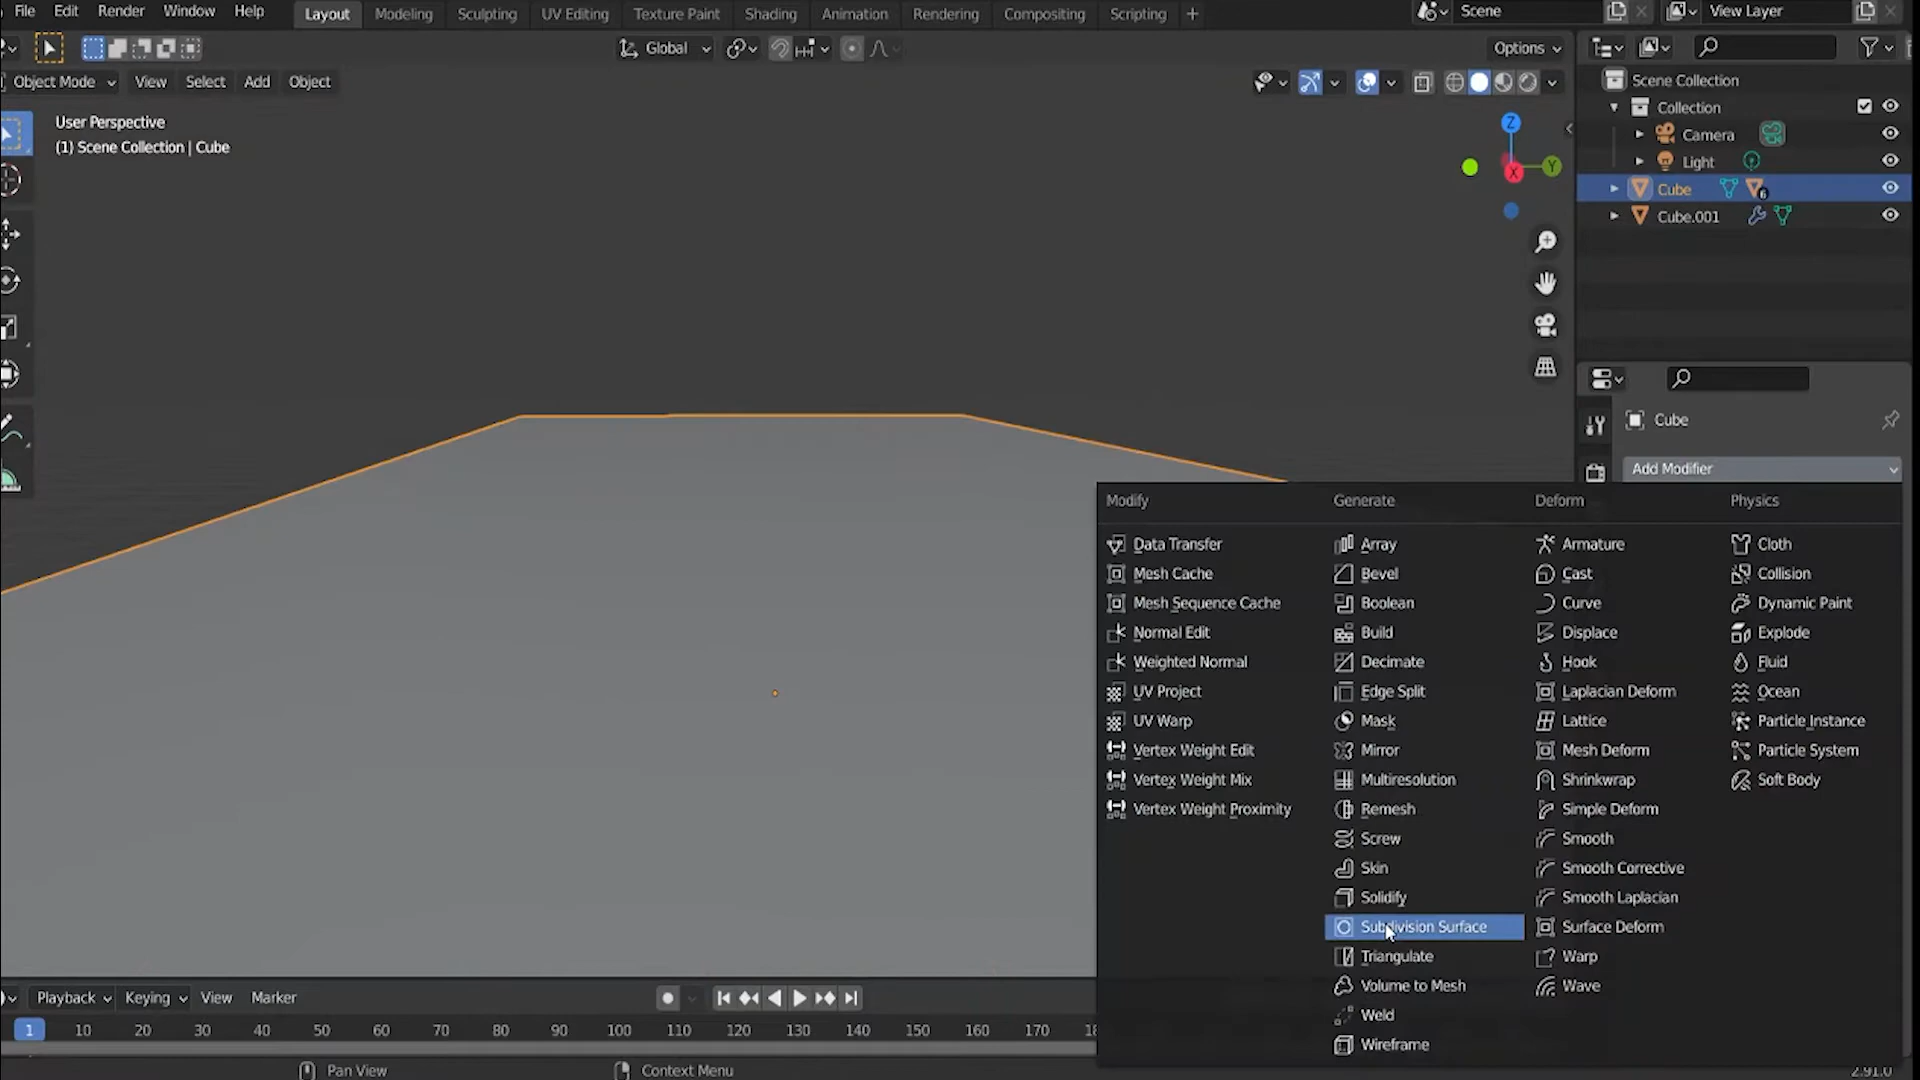 File Edit Render Window Help Layout Modeling Sculpting UV Editing Texture Paint Shading Animation Rendering Compositing Scripting + Scene View Layer
Global Options
Object Mode View Select Add Object
User Perspective
(1) Scene Collection | Cube
Z
X
Y
Scene Collection
Collection
Camera
Light
Cube 6
Cube.001
Cube
Add Modifier
Modify
Data Transfer
Mesh Cache
Mesh Sequence Cache
Normal Edit
Weighted Normal
UV Project
UV Warp
Vertex Weight Edit
Vertex Weight Mix
Vertex Weight Proximity
Generate
Array
Bevel
Boolean
Build
Decimate
Edge Split
Mask
Mirror
Multiresolution
Remesh
Screw
Skin
Solidify
Subdivision Surface
Triangulate
Volume to Mesh
Weld
Wireframe
Deform
Armature
Cast
Curve
Displace
Hook
Laplacian Deform
Lattice
Mesh Deform
Shrinkwrap
Simple Deform
Smooth
Smooth Corrective
Smooth Laplacian
Surface Deform
Warp
Wave
Physics
Cloth
Collision
Dynamic Paint
Explode
Fluid
Ocean
Particle Instance
Particle System
Soft Body
Playback Keying View Marker
1 10 20 30 40 50 60 70 80 90 100 110 120 130 140 150 160 170
Pan View Context Menu 2.91.0